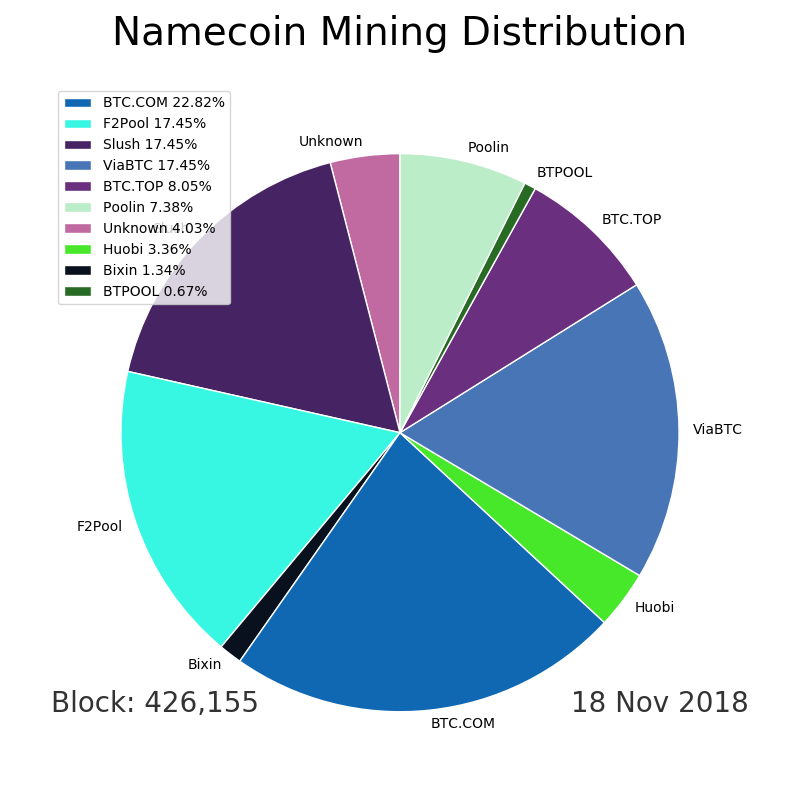 Namecoin Mining Distribution
BTC.COM 22.82%
F2Pool 17.45%
Slush 17.45%
ViaBTC 17.45%
BTC.TOP 8.05%
Poolin 7.38%
Unknown 4.03%
Huobi 3.36%
Bixin 1.34%
BTPOOL 0.67%
Unknown
Poolin
BTPOOL
BTC.TOP
ViaBTC
F2Pool
Huobi
Bixin
Block: 426,155
18 Nov 2018
BTC.COM